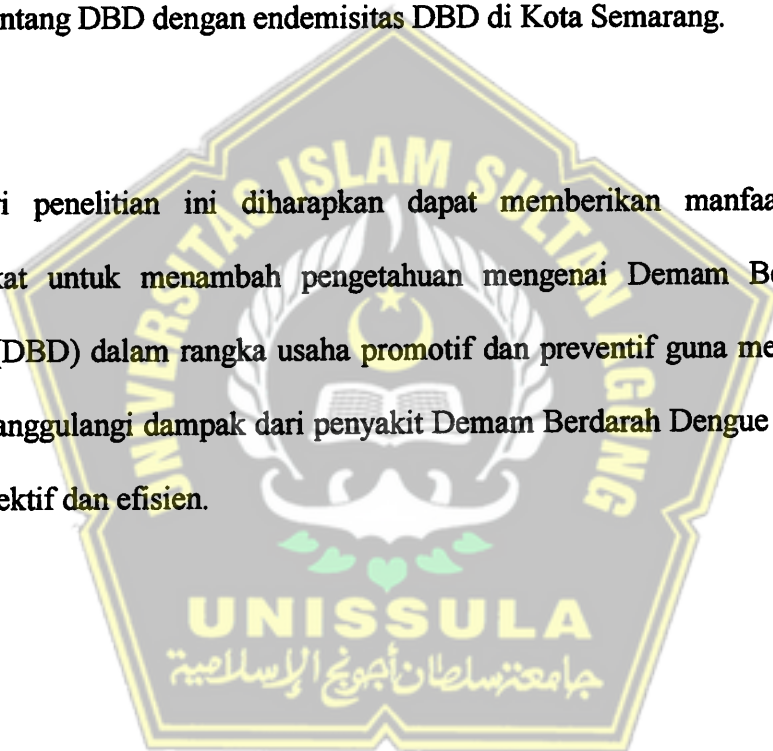 ntang DBD dengan endemisitas DBD di Kota Semarang.
ri penelitian ini diharapkan dapat memberikan manfaa
kat untuk menambah pengetahuan mengenai Demam Be
(DBD) dalam rangka usaha promotif dan preventif guna me
anggulangi dampak dari penyakit Demam Berdarah Dengue
ektif dan efisien.
UNIVERSITAS ISLAM SULTAN AGUNG
UNISSULA
جامعة سلطان أجونج الإسلامية